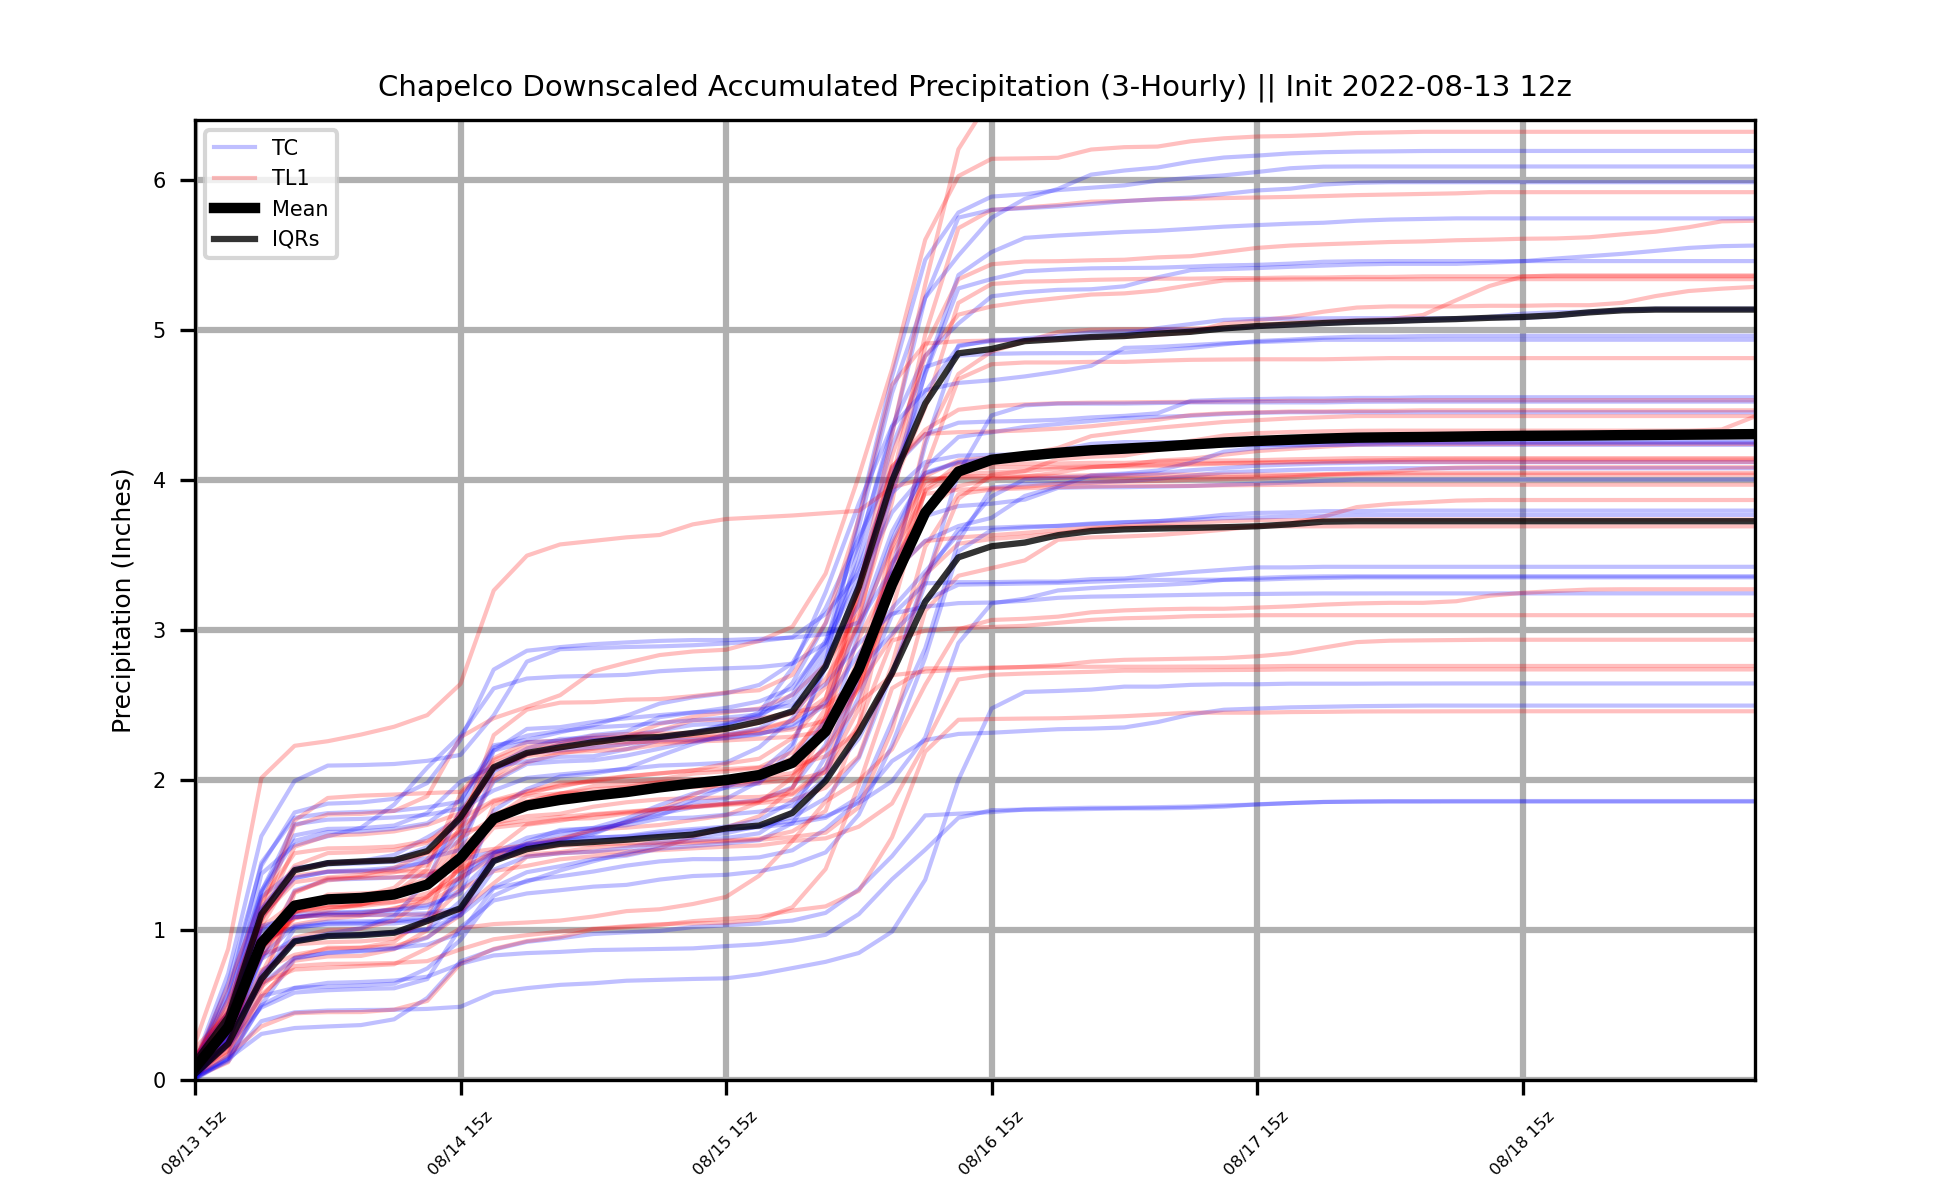 Chapelco Downscaled Accumulated Precipitation (3-Hourly) || Init 2022-08-13 12z
TC
TL1
Mean
IQRs
Precipitation (Inches)
6
5
4
3
2
1
0
08/13 15z
08/14 15z
08/15 15z
08/16 15z
08/17 15z
08/18 15z